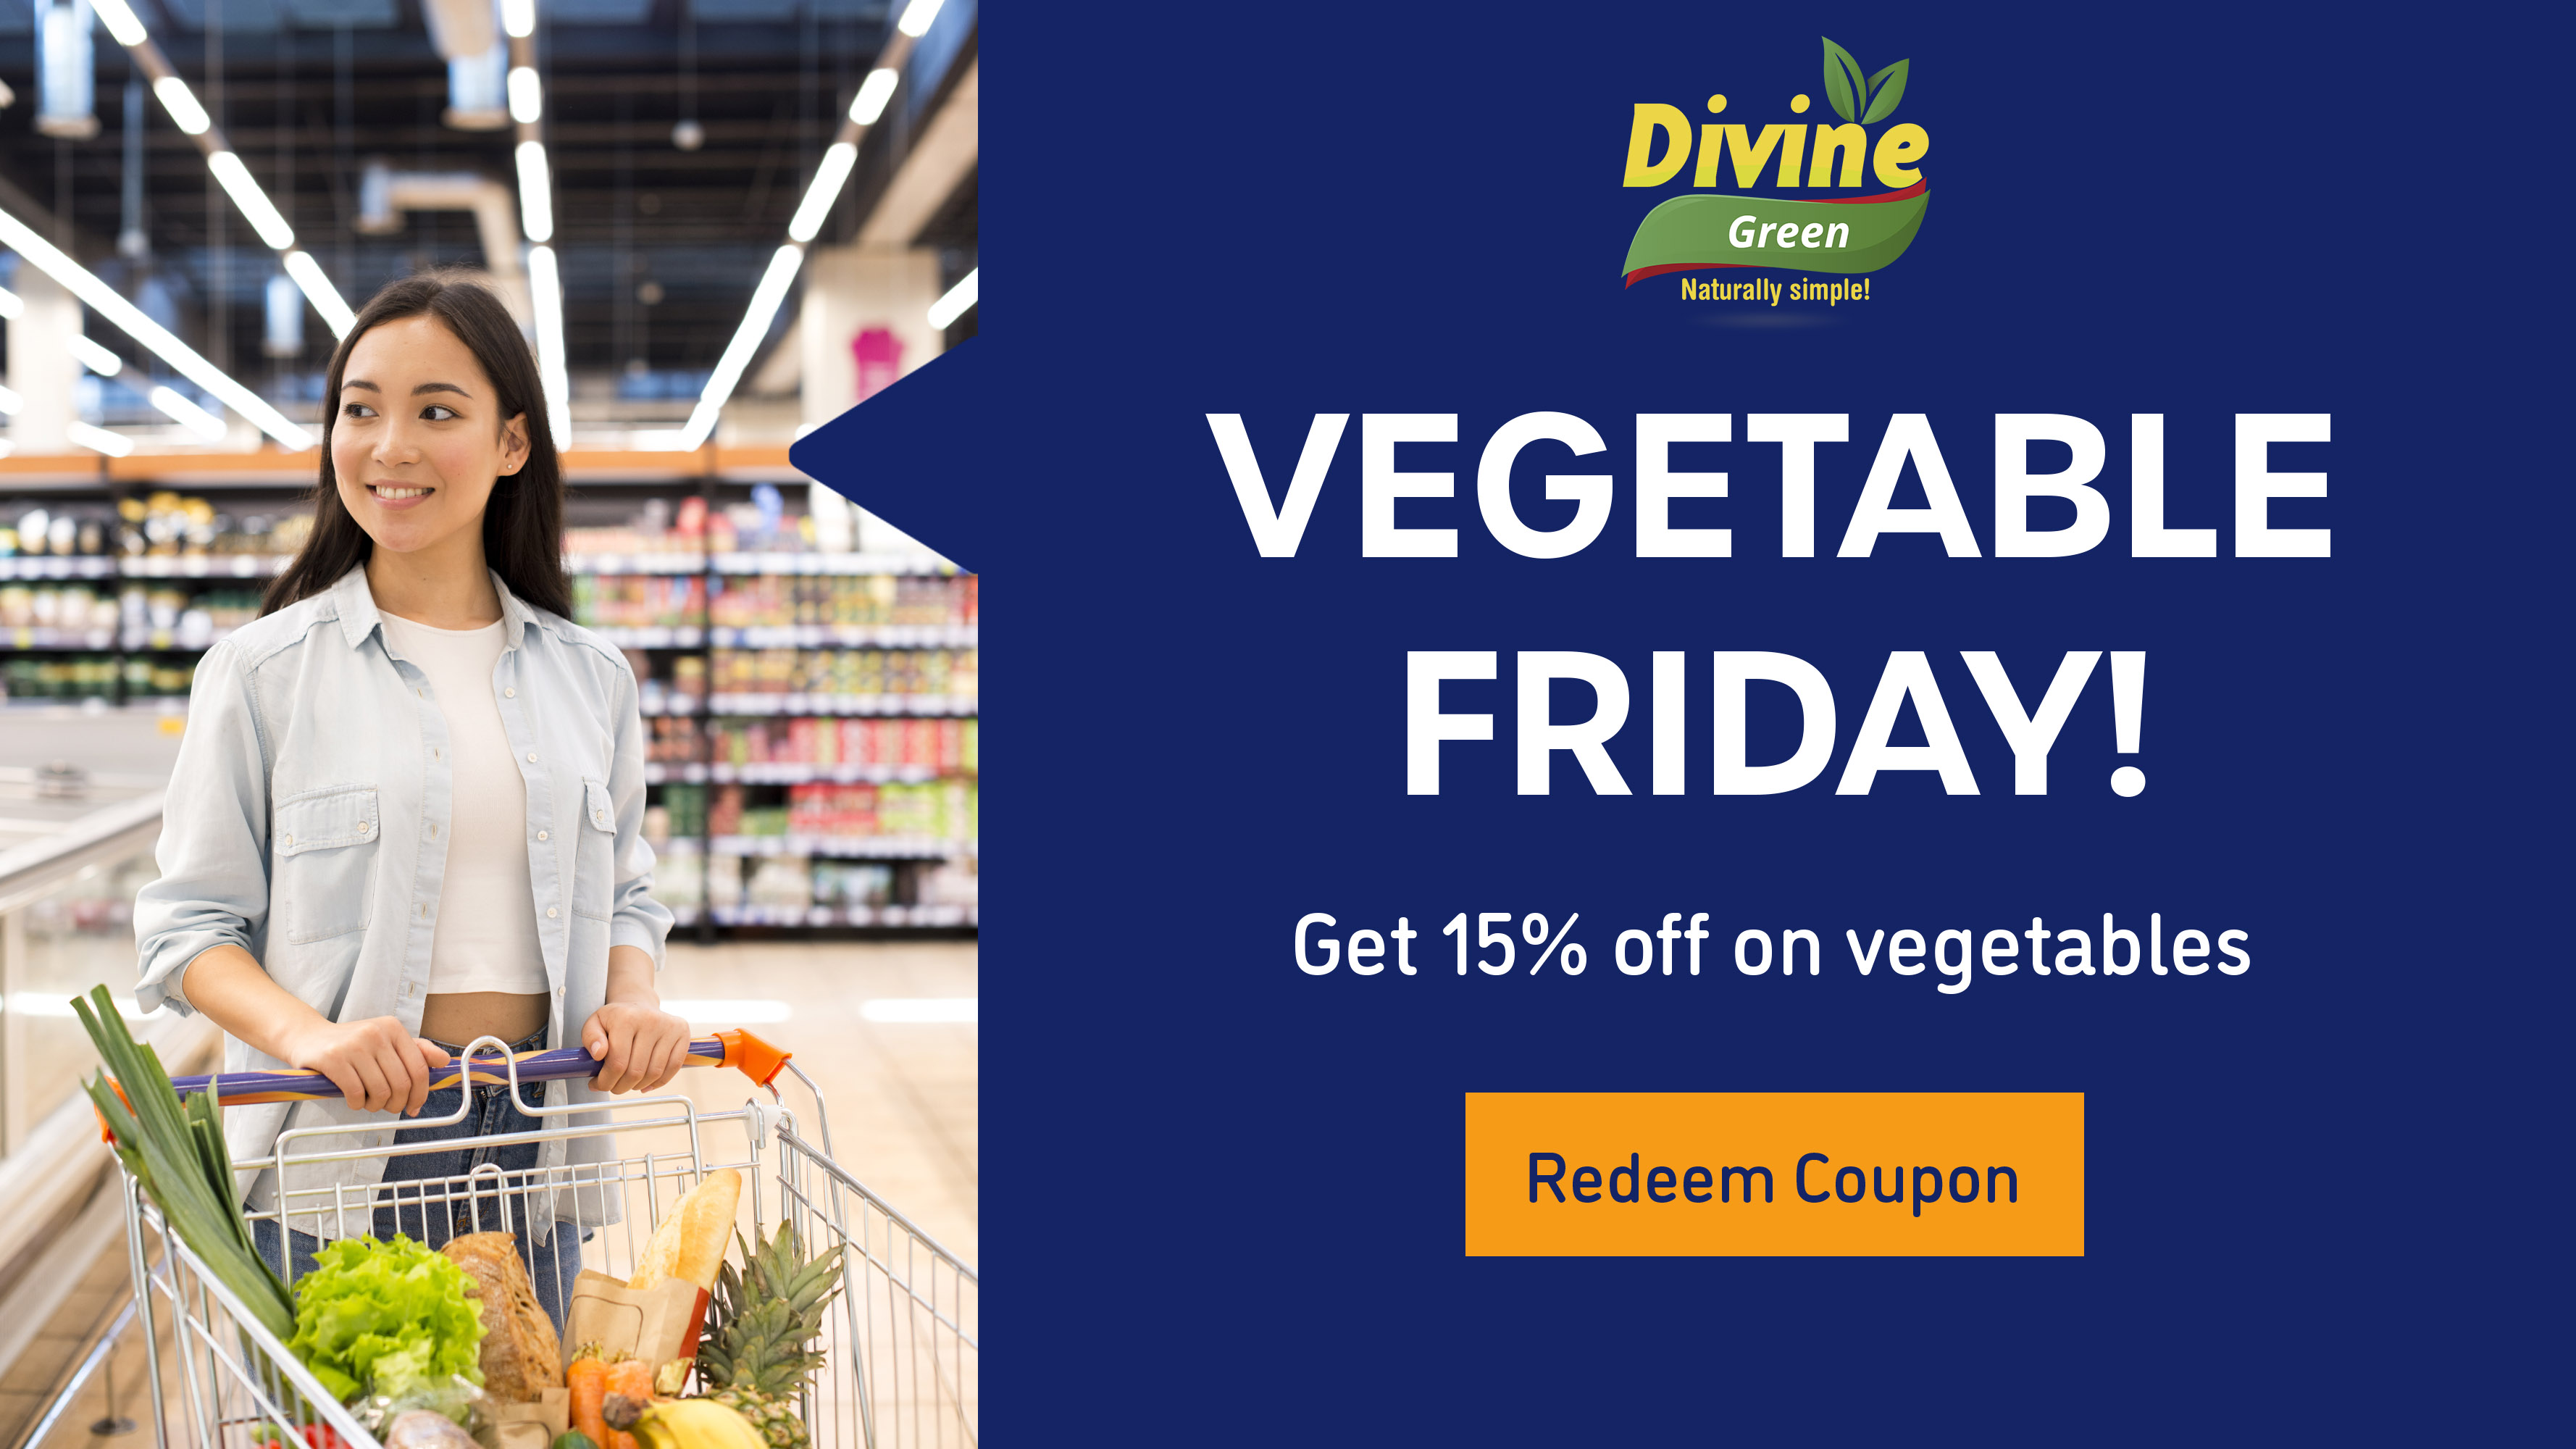 Divine
Green
Naturally simple!
VEGETABLE
FRIDAY!
Get 15% off on vegetables
Redeem Coupon